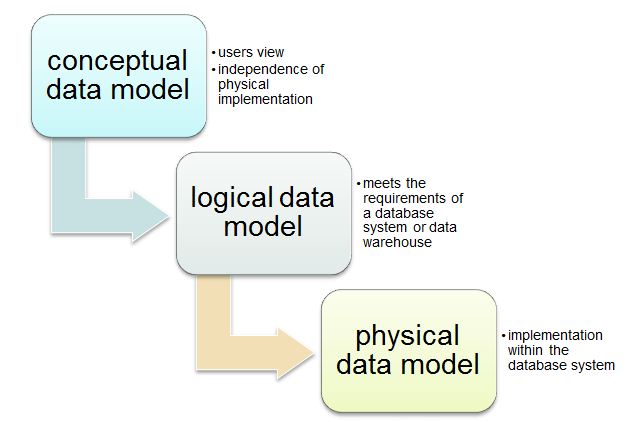 conceptual
data model
•users view
•independence of
physical
implementation
logical data
model
•meets the
requirements of
a database
system or data
warehouse
physical
data model
•implementation
within the
database system